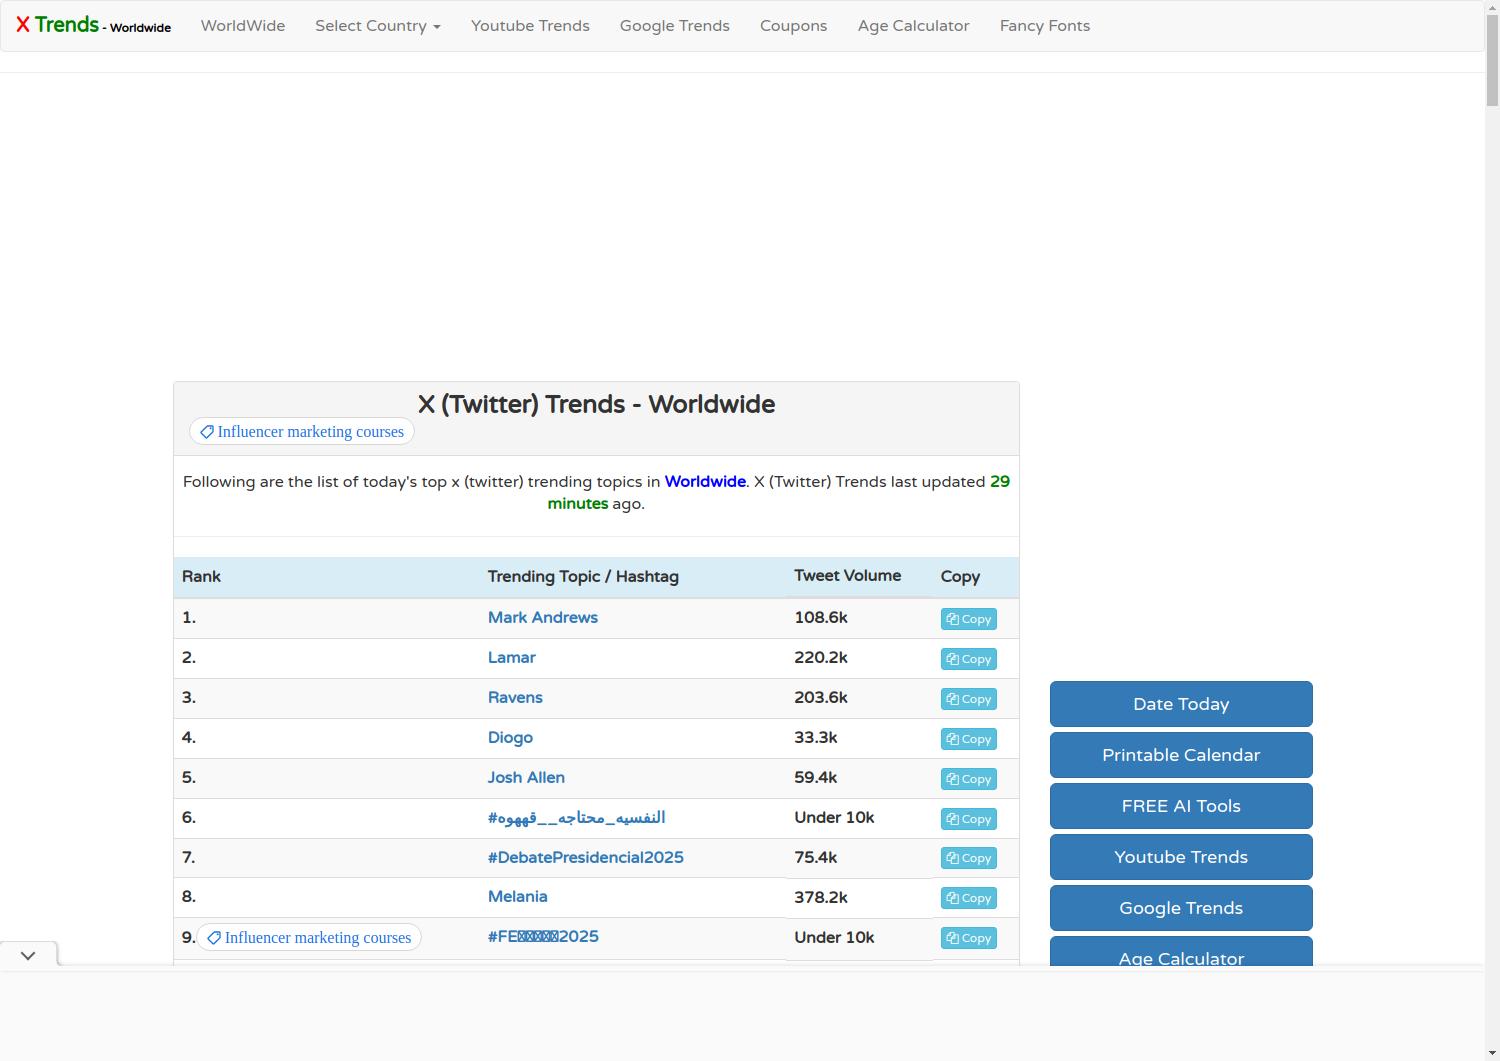 X Trends - Worldwide WorldWide Select Country Youtube Trends Google Trends Coupons Age Calculator Fancy Fonts
X (Twitter) Trends - Worldwide
Influencer marketing courses
Following are the list of today's top x (twitter) trending topics in Worldwide. X (Twitter) Trends last updated 29
minutes ago.
Rank Trending Topic / Hashtag Tweet Volume Copy
1. Mark Andrews 108.6k Copy
2. Lamar 220.2k Copy
3. Ravens 203.6k Copy
4. Diogo 33.3k Copy
5. Josh Allen 59.4k Copy
6. #النفسيه_محتاجه__قههوه Under 10k Copy
7. #DebatePresidencial2025 75.4k Copy
8. Melania 378.2k Copy
9. Influencer marketing courses Under 10k Copy
Date Today
Printable Calendar
FREE AI Tools
Youtube Trends
Google Trends
Age Calculator